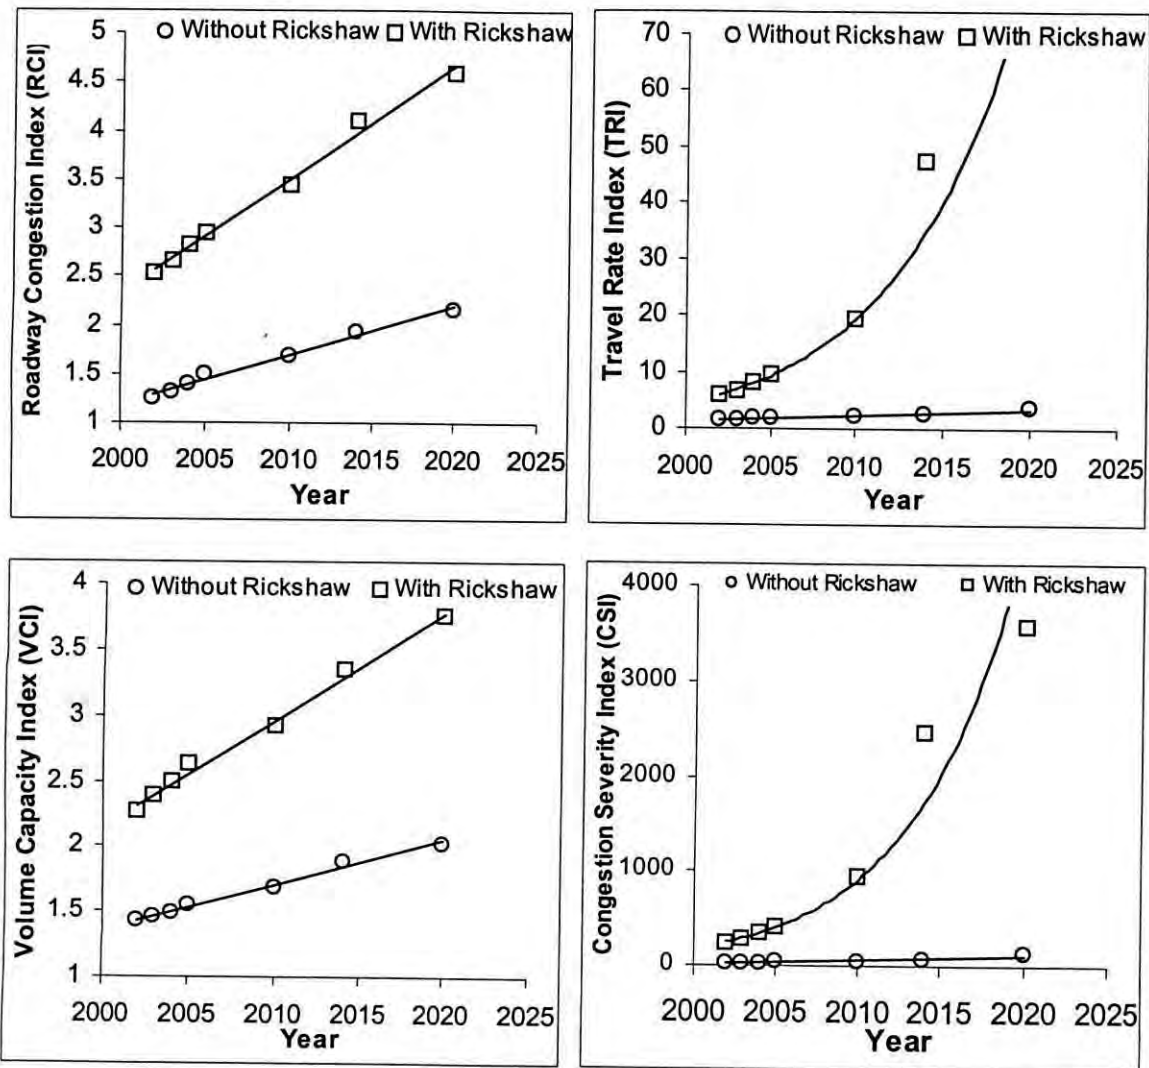 Roadway Congestion Index (RCI)
5
4.5
4
3.5
3
2.5
2
1.5
1
Without Rickshaw With Rickshaw
2000 2005 2010 2015 2020 2025
Year
Travel Rate Index (TRI)
70
60
50
40
30
20
10
0
Without Rickshaw With Rickshaw
2000 2005 2010 2015 2020 2025
Year
Volume Capacity Index (VCI)
4
3.5
3
2.5
2
1.5
1
Without Rickshaw With Rickshaw
2000 2005 2010 2015 2020 2025
Year
Congestion Severity Index (CSI)
4000
3000
2000
1000
0
Without Rickshaw With Rickshaw
2000 2005 2010 2015 2020 2025
Year